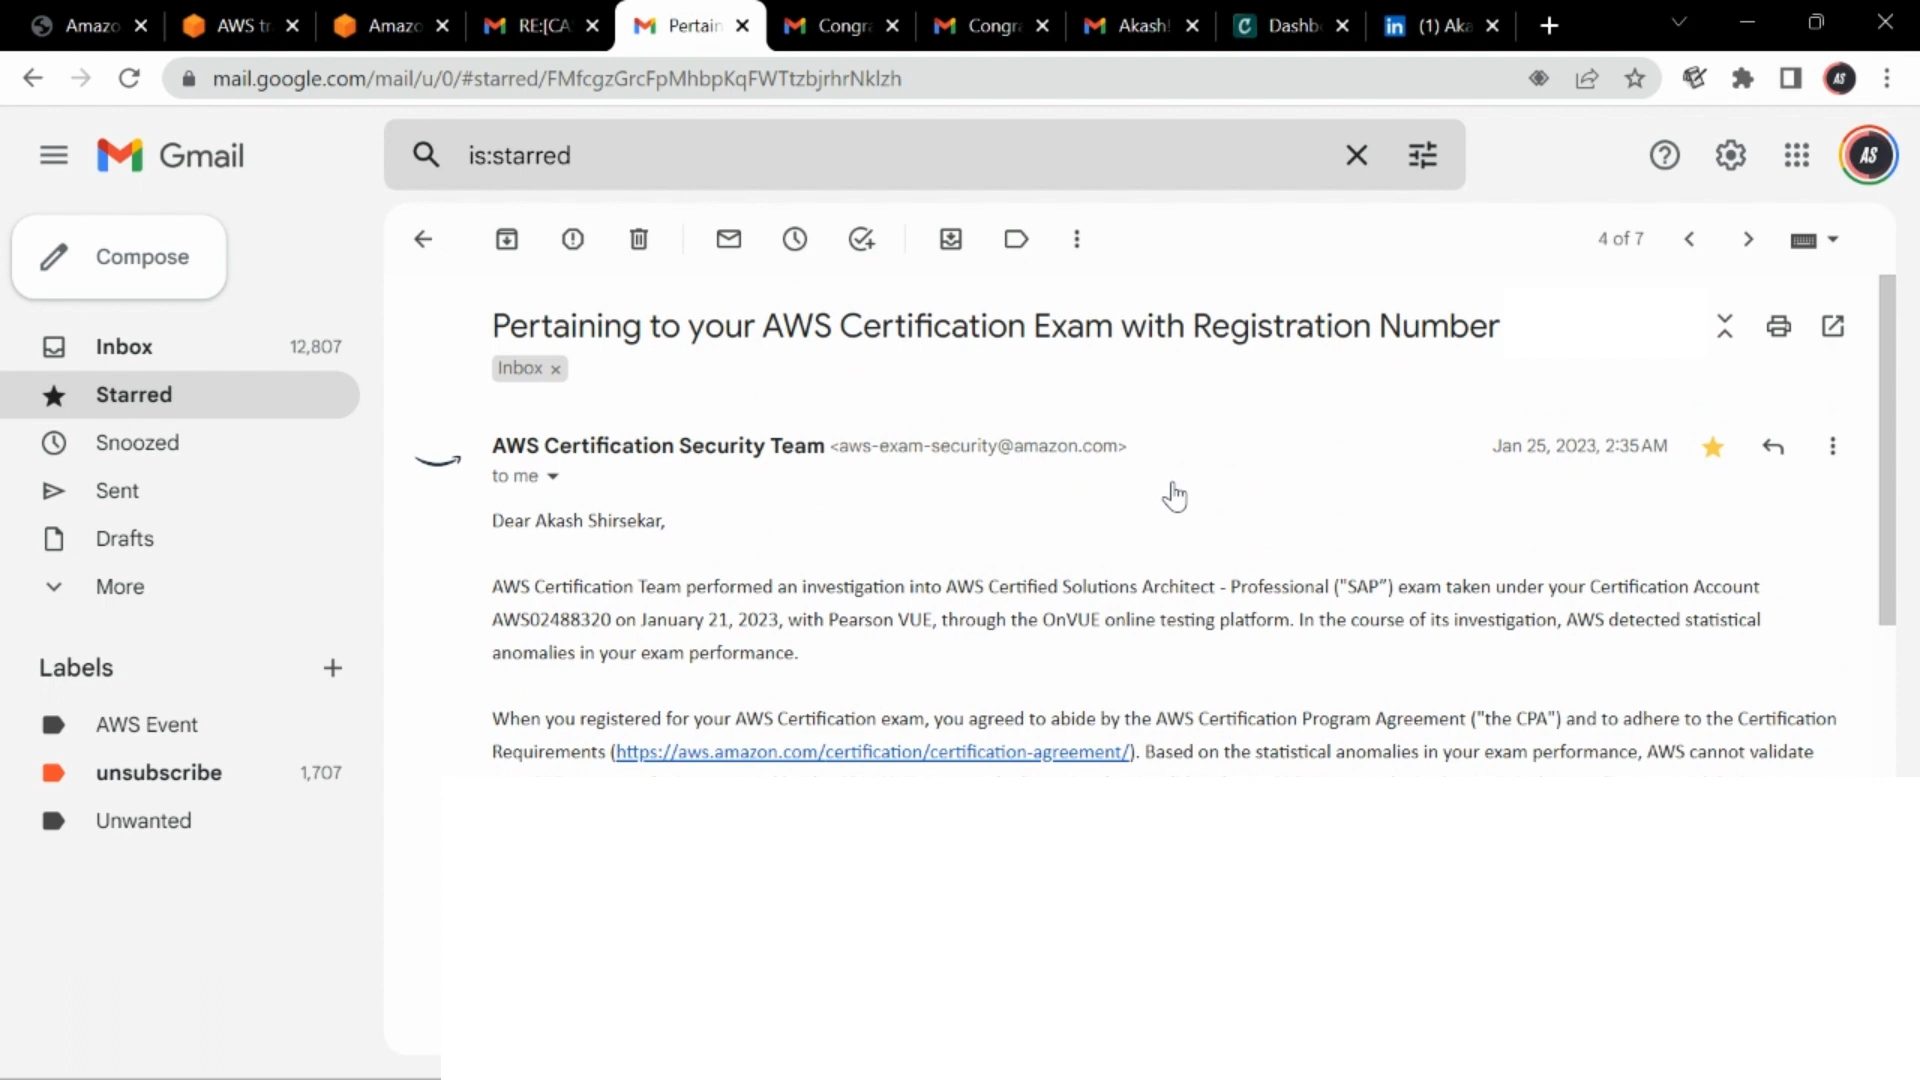 Amazo
AWS tr
Amazo
RE:[CA
Pertain
Congr
Congr
Akash!
Dashb
(1) Aka
mail.google.com/mail/u/0/#starred/FMfcgzGrcFpMhbpKqFWTtzbjrhrNklzh
AS
Gmail
is:starred
AS
Compose
4 of 7
Inbox 12,807
Starred
Snoozed
Sent
Drafts
More
Labels
AWS Event
unsubscribe 1,707
Unwanted
Pertaining to your AWS Certification Exam with Registration Number
Inbox
AWS Certification Security Team <aws-exam-security@amazon.com> Jan 25, 2023, 2:35 AM
to me
Dear Akash Shirsekar,
AWS Certification Team performed an investigation into AWS Certified Solutions Architect - Professional ("SAP") exam taken under your Certification Account
AWS02488320 on January 21, 2023, with Pearson VUE, through the OnVUE online testing platform. In the course of its investigation, AWS detected statistical
anomalies in your exam performance.
When you registered for your AWS Certification exam, you agreed to abide by the AWS Certification Program Agreement ("the CPA") and to adhere to the Certification
Requirements (https://aws.amazon.com/certification/certification-agreement/). Based on the statistical anomalies in your exam performance, AWS cannot validate